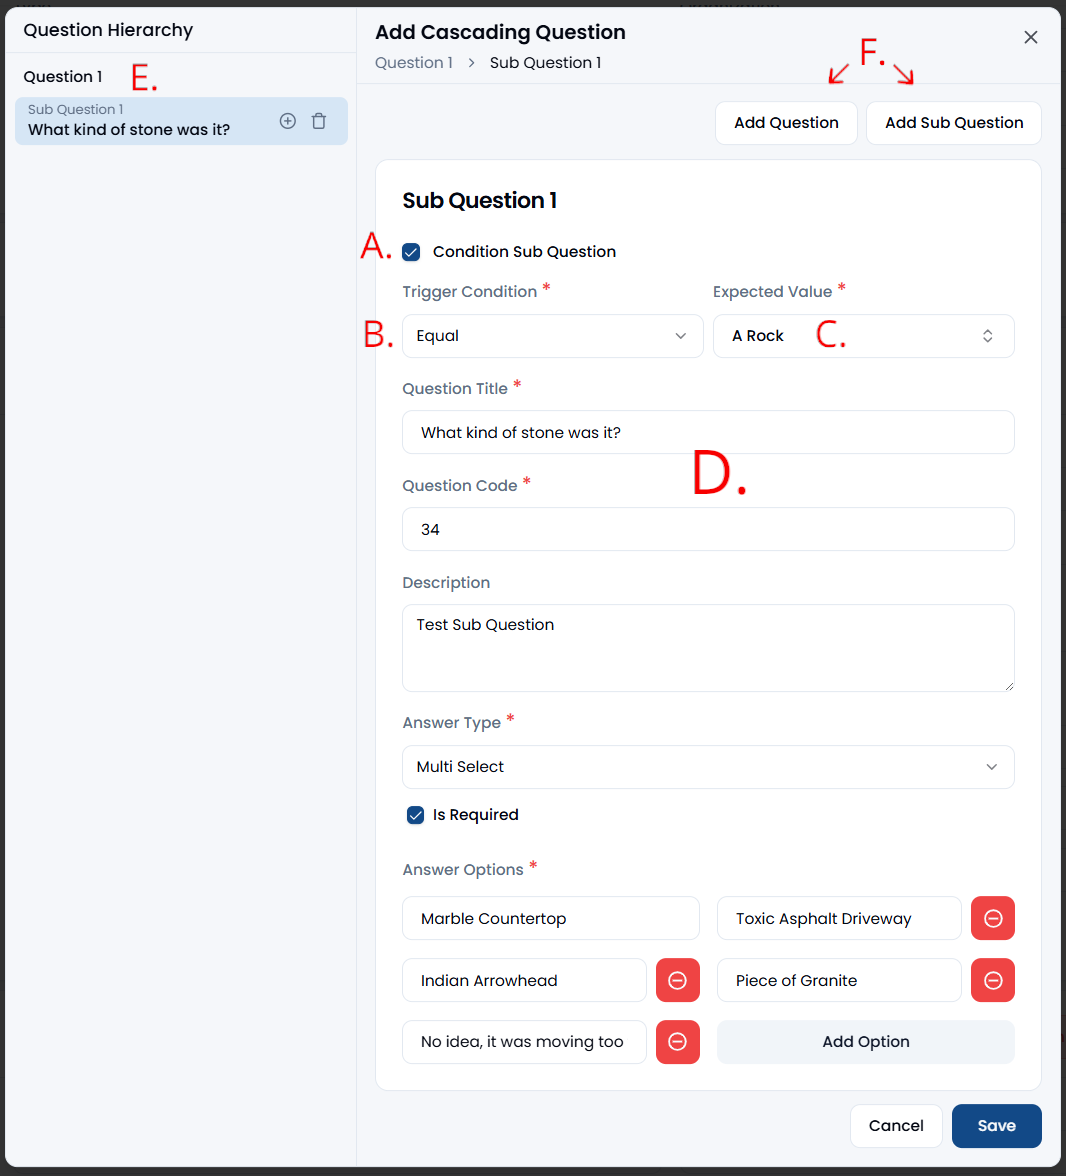 Question Hierarchy
Add Cascading Question
Question 1 > Sub Question 1
F.
Question 1
E.
Sub Question 1
What kind of stone was it?
Add Question
Add Sub Question
Sub Question 1
A.
Condition Sub Question
Trigger Condition *
Expected Value *
B.
Equal
A Rock
C.
Question Title *
What kind of stone was it?
D.
Question Code *
34
Description
Test Sub Question
Answer Type *
Multi Select
Is Required
Answer Options *
Marble Countertop
Toxic Asphalt Driveway
Indian Arrowhead
Piece of Granite
No idea, it was moving too
Add Option
Cancel
Save